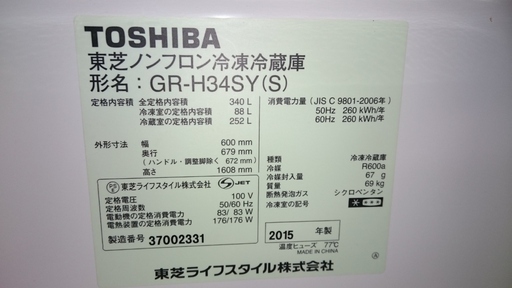 TOSHIBA
東芝ノンフロン冷凍冷蔵庫
形名：GR-H34SY(S)
定格内容積 全定格内容積 340 L
冷凍室の容積 88 L
冷蔵室の容積 252 L
外形寸法 幅 600 mm
奥行 679 mm
(ハンドル・調整脚除く 672 mm)
高さ 1608 mm
東芝ライフスタイル株式会社 JET
定格電圧 100 V
定格周波数 50/60 Hz
電動機の定格消費電力 83/ 83 W
電熱装置の定格消費電力 176/176 W
製造番号 37002331
消費電力量 (JIS C 9801-2006年)
50Hz 260 kWh/年
60Hz 260 kWh/年
種類 冷凍冷蔵庫
冷媒 R600a
冷媒封入量 67 g
質量 69 kg
断熱発泡ガス シクロペンタン
冷凍室の記号
2015 年製
温度ヒューズ 77℃
MADE IN CHINA
東芝ライフスタイル株式会社